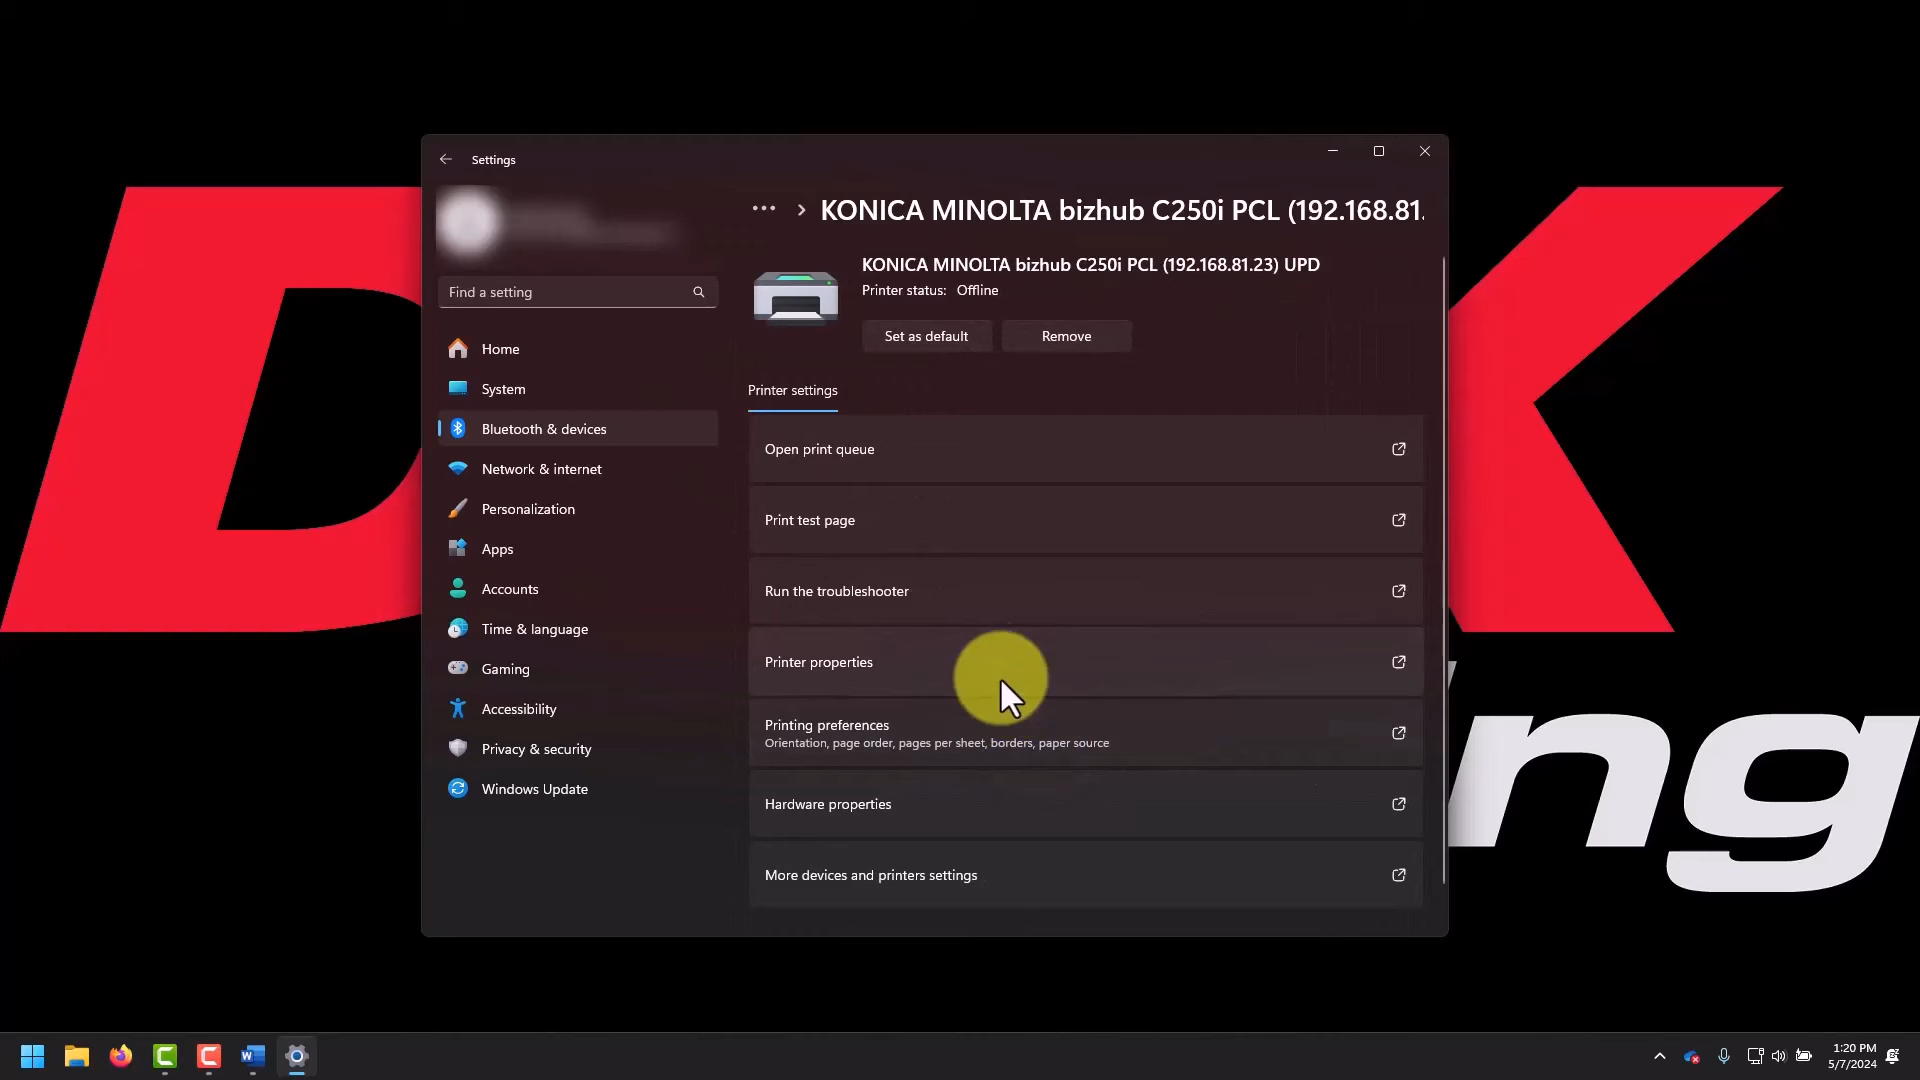 Settings
KONICA MINOLTA bizhub C250i PCL (192.168.81.
KONICA MINOLTA bizhub C250i PCL (192.168.81.23) UPD
Printer status: Offline
Set as default
Remove
Find a setting
Home
System
Bluetooth & devices
Network & internet
Personalization
Apps
Accounts
Time & language
Gaming
Accessibility
Privacy & security
Windows Update
Printer settings
Open print queue
Print test page
Run the troubleshooter
Printer properties
Printing preferences
Orientation, page order, pages per sheet, borders, paper source
Hardware properties
More devices and printers settings
D K
ng
1:20 PM
5/7/2024